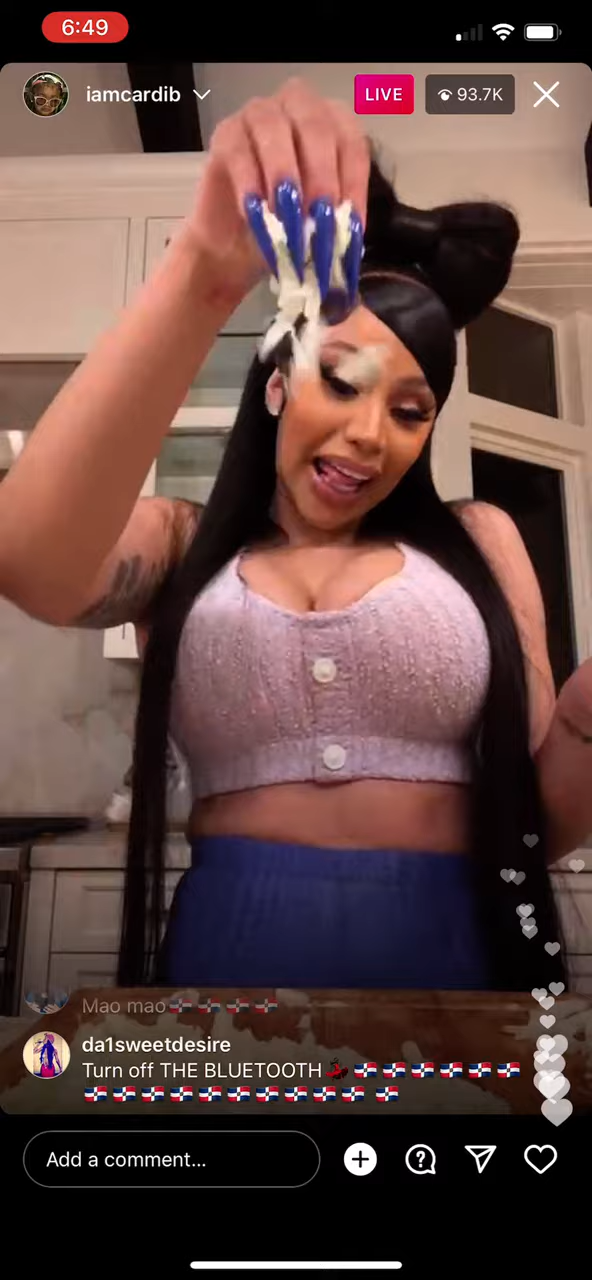 6:49
iamcardib
LIVE
93.7K
Mao mao🇩🇴🇩🇴🇩🇴🇩🇴
da1sweetdesire
Turn off THE BLUETOOTH💃🏿🇩🇴🇩🇴🇩🇴🇩🇴🇩🇴🇩🇴
🇩🇴🇩🇴🇩🇴🇩🇴🇩🇴🇩🇴🇩🇴🇩🇴🇩🇴🇩🇴 🇩🇴
Add a comment...